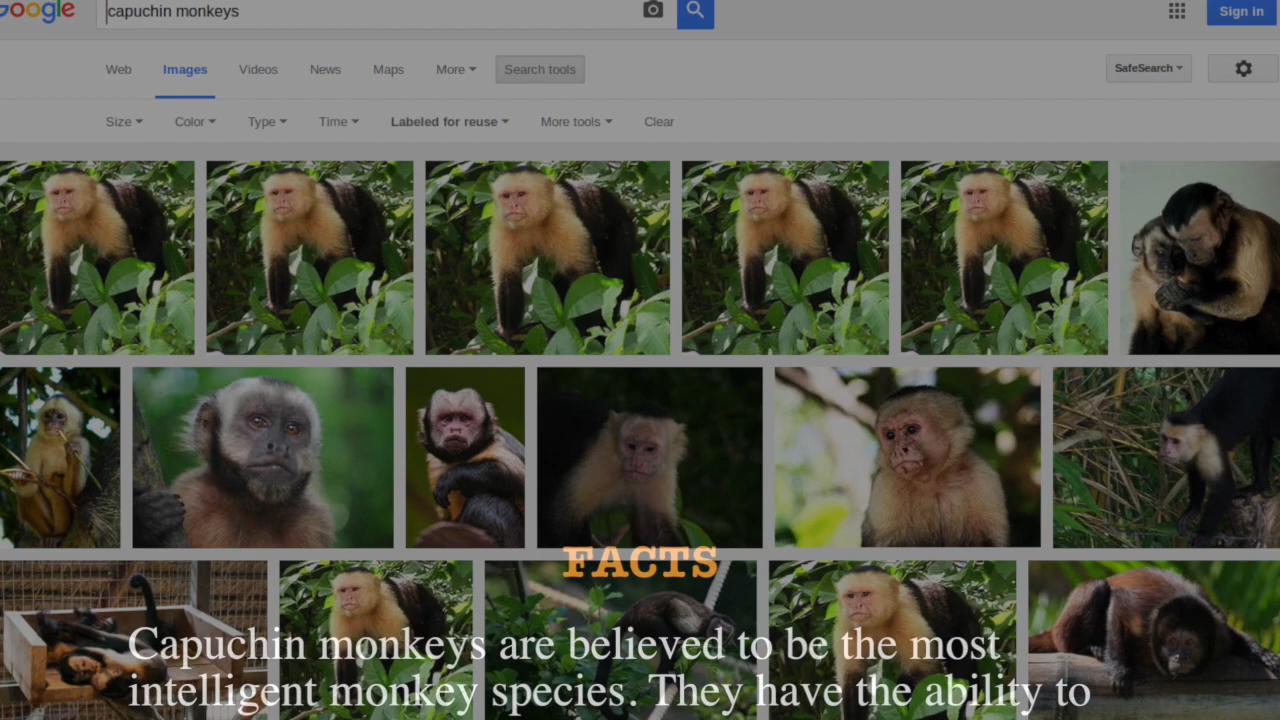 Google
capuchin monkeys
Sign in
Web Images Videos News Maps More Search tools
SafeSearch
Size Color Type Time Labeled for reuse More tools Clear
FACTS
Capuchin monkeys are believed to be the most
intelligent monkey species. They have the ability to